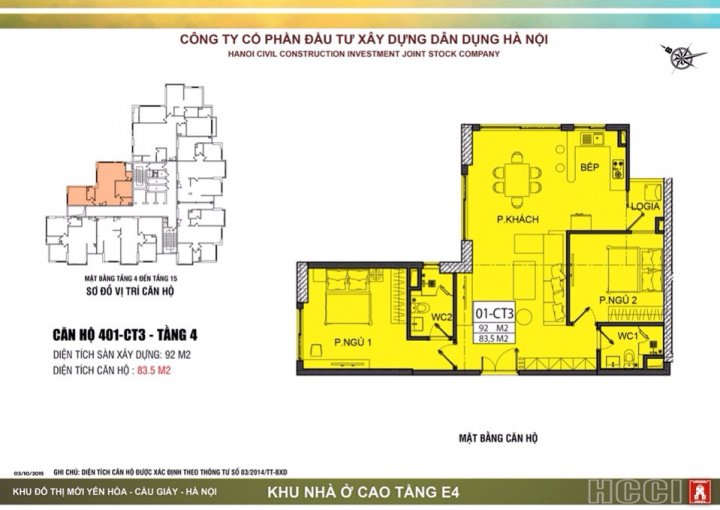 CÔNG TY CỔ PHẦN ĐẦU TƯ XÂY DỰNG DÂN DỤNG HÀ NỘI
HANOI CIVIL CONSTRUCTION INVESTMENT JOINT STOCK COMPANY
B
BẾP
P.KHÁCH
LOGIA
MẶT BẰNG TẦNG 4 ĐẾN TẦNG 15
SƠ ĐỒ VỊ TRÍ CĂN HỘ
P.NGỦ 2
01-CT3
92 M2
83,5 M2
WC2
WC1
P.NGỦ 1
CĂN HỘ 401-CT3 - TẦNG 4
DIỆN TÍCH SÀN XÂY DỰNG: 92 M2
DIỆN TÍCH CĂN HỘ : 83.5 M2
MẶT BẰNG CĂN HỘ
03/10/2015 GHI CHÚ: DIỆN TÍCH CĂN HỘ ĐƯỢC XÁC ĐỊNH THEO THÔNG TƯ SỐ 03/2014/TT-BXD
KHU ĐÔ THỊ MỚI YÊN HÒA - CẦU GIẤY - HÀ NỘI
KHU NHÀ Ở CAO TẦNG E4
HCCI